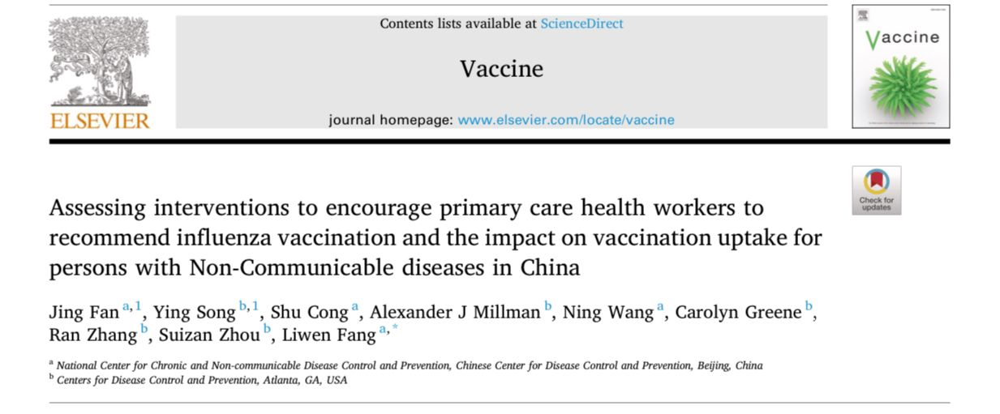 Contents lists available at ScienceDirect
Vaccine
journal homepage: www.elsevier.com/locate/vaccine
ELSEVIER
Vaccine
Check for
updates
Assessing interventions to encourage primary care health workers to
recommend influenza vaccination and the impact on vaccination uptake for
persons with Non-Communicable diseases in China
Jing Fan a,1, Ying Song b,1, Shu Cong a, Alexander J Millman b, Ning Wang a, Carolyn Greene b,
Ran Zhang b, Suizan Zhou b, Liwen Fang a,*
a National Center for Chronic and Non-communicable Disease Control and Prevention, Chinese Center for Disease Control and Prevention, Beijing, China
b Centers for Disease Control and Prevention, Atlanta, GA, USA